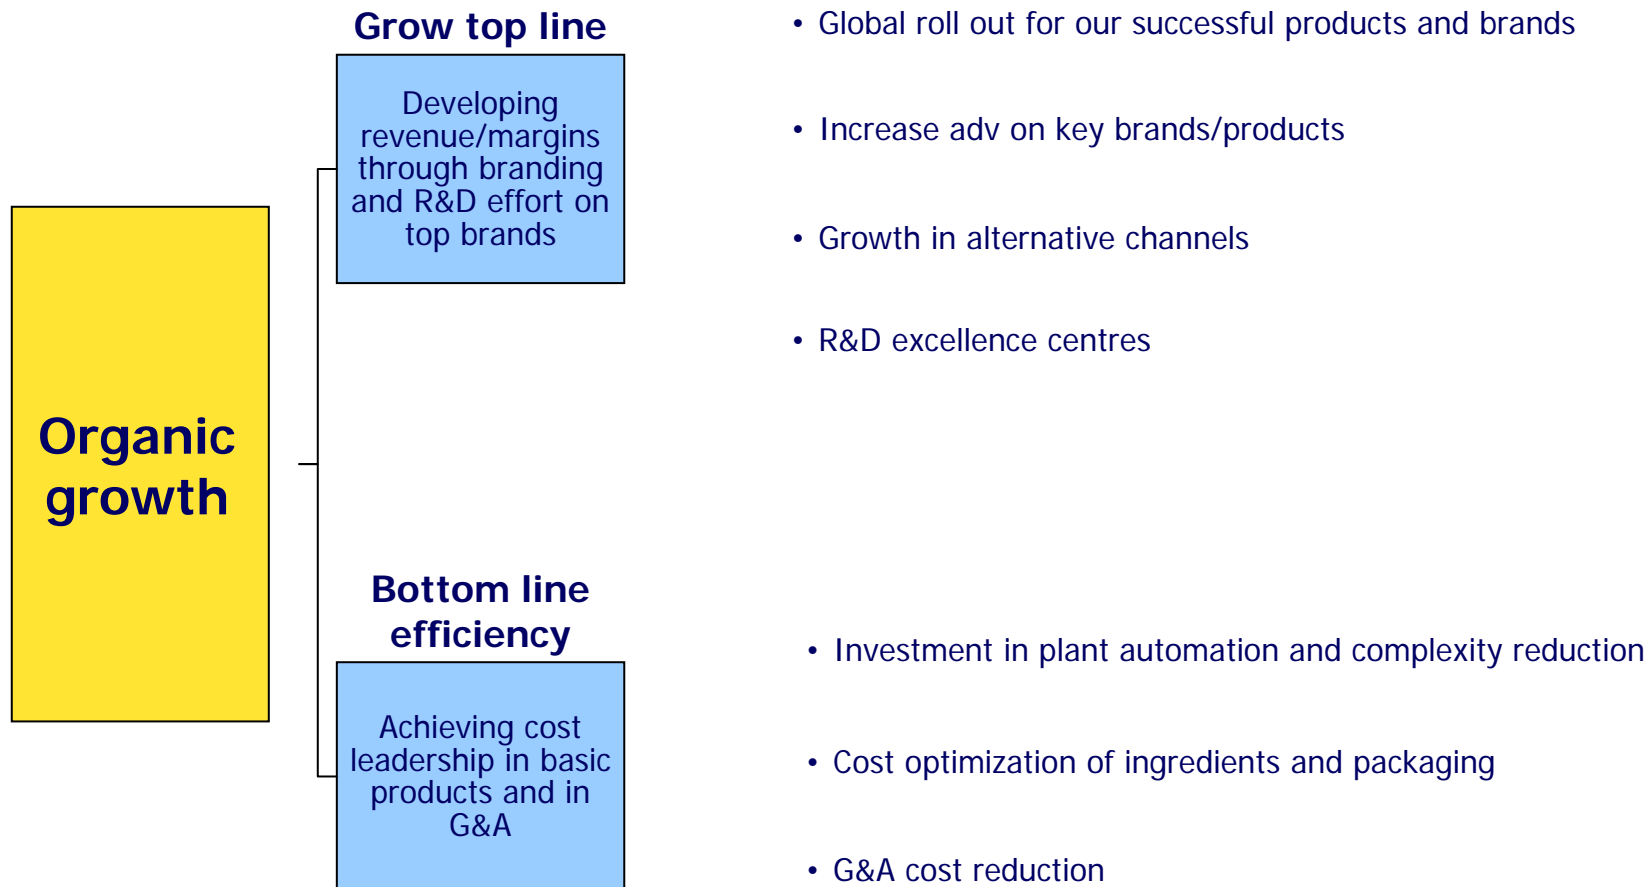 Organic
growth
Grow top line
Developing
revenue/margins
through branding
and R&D effort on
top brands
• Global roll out for our successful products and brands
• Increase adv on key brands/products
• Growth in alternative channels
• R&D excellence centres
Bottom line
efficiency
Achieving cost
leadership in basic
products and in
G&A
• Investment in plant automation and complexity reduction
• Cost optimization of ingredients and packaging
• G&A cost reduction